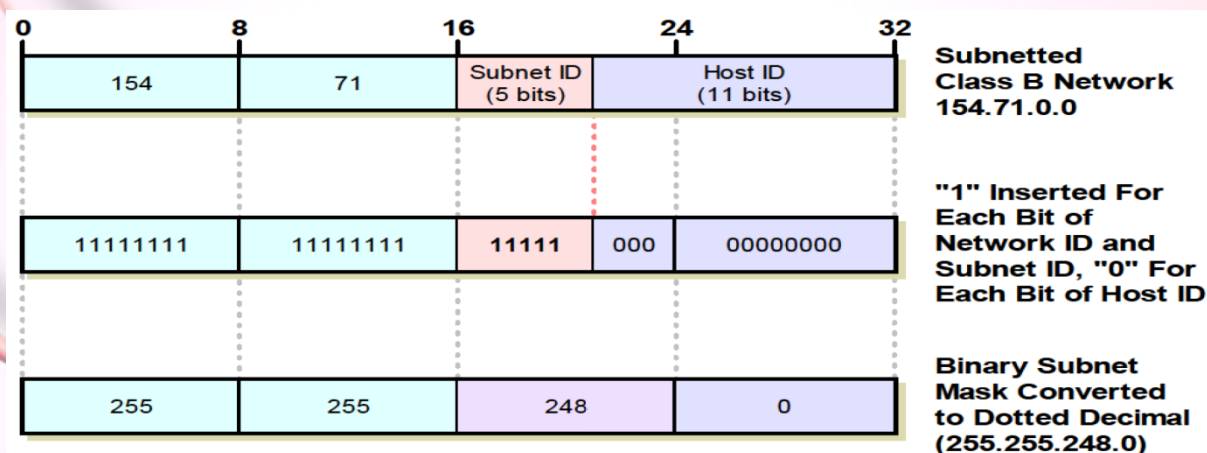 0 8 16 24 32
154 71 Subnet ID Host ID
(5 bits) (11 bits)
Subnetted
Class B Network
154.71.0.0
11111111 11111111 11111 000 00000000
"1" Inserted For
Each Bit of
Network ID and
Subnet ID, "0" For
Each Bit of Host ID
255 255 248 0
Binary Subnet
Mask Converted
to Dotted Decimal
(255.255.248.0)